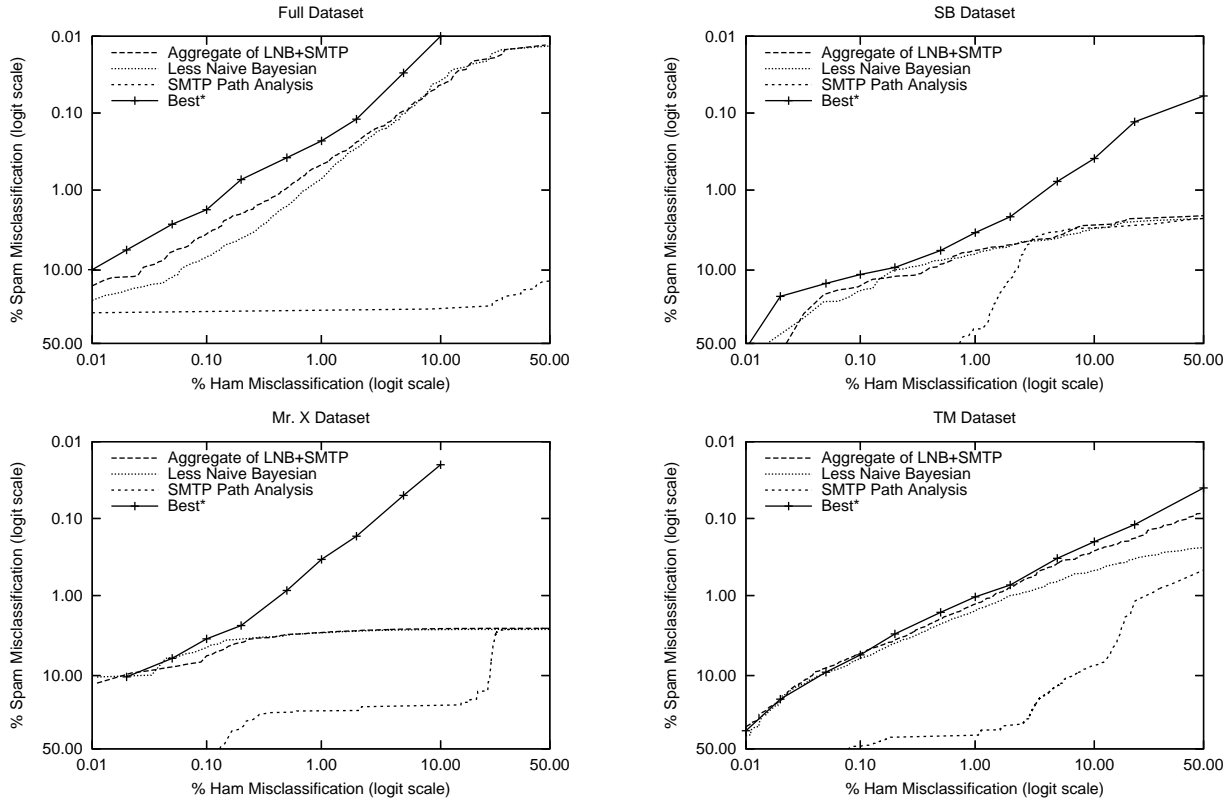 Full Dataset
% Spam Misclassification (logit scale)
0.01
0.10
1.00
10.00
50.00
Aggregate of LNB+SMTP
Less Naive Bayesian
SMTP Path Analysis
Best*
0.01 0.10 1.00 10.00 50.00
% Ham Misclassification (logit scale)
SB Dataset
% Spam Misclassification (logit scale)
0.01
0.10
1.00
10.00
50.00
Aggregate of LNB+SMTP
Less Naive Bayesian
SMTP Path Analysis
Best*
0.01 0.10 1.00 10.00 50.00
% Ham Misclassification (logit scale)
Mr. X Dataset
% Spam Misclassification (logit scale)
0.01
0.10
1.00
10.00
50.00
Aggregate of LNB+SMTP
Less Naive Bayesian
SMTP Path Analysis
Best*
0.01 0.10 1.00 10.00 50.00
% Ham Misclassification (logit scale)
TM Dataset
% Spam Misclassification (logit scale)
0.01
0.10
1.00
10.00
50.00
Aggregate of LNB+SMTP
Less Naive Bayesian
SMTP Path Analysis
Best*
0.01 0.10 1.00 10.00 50.00
% Ham Misclassification (logit scale)